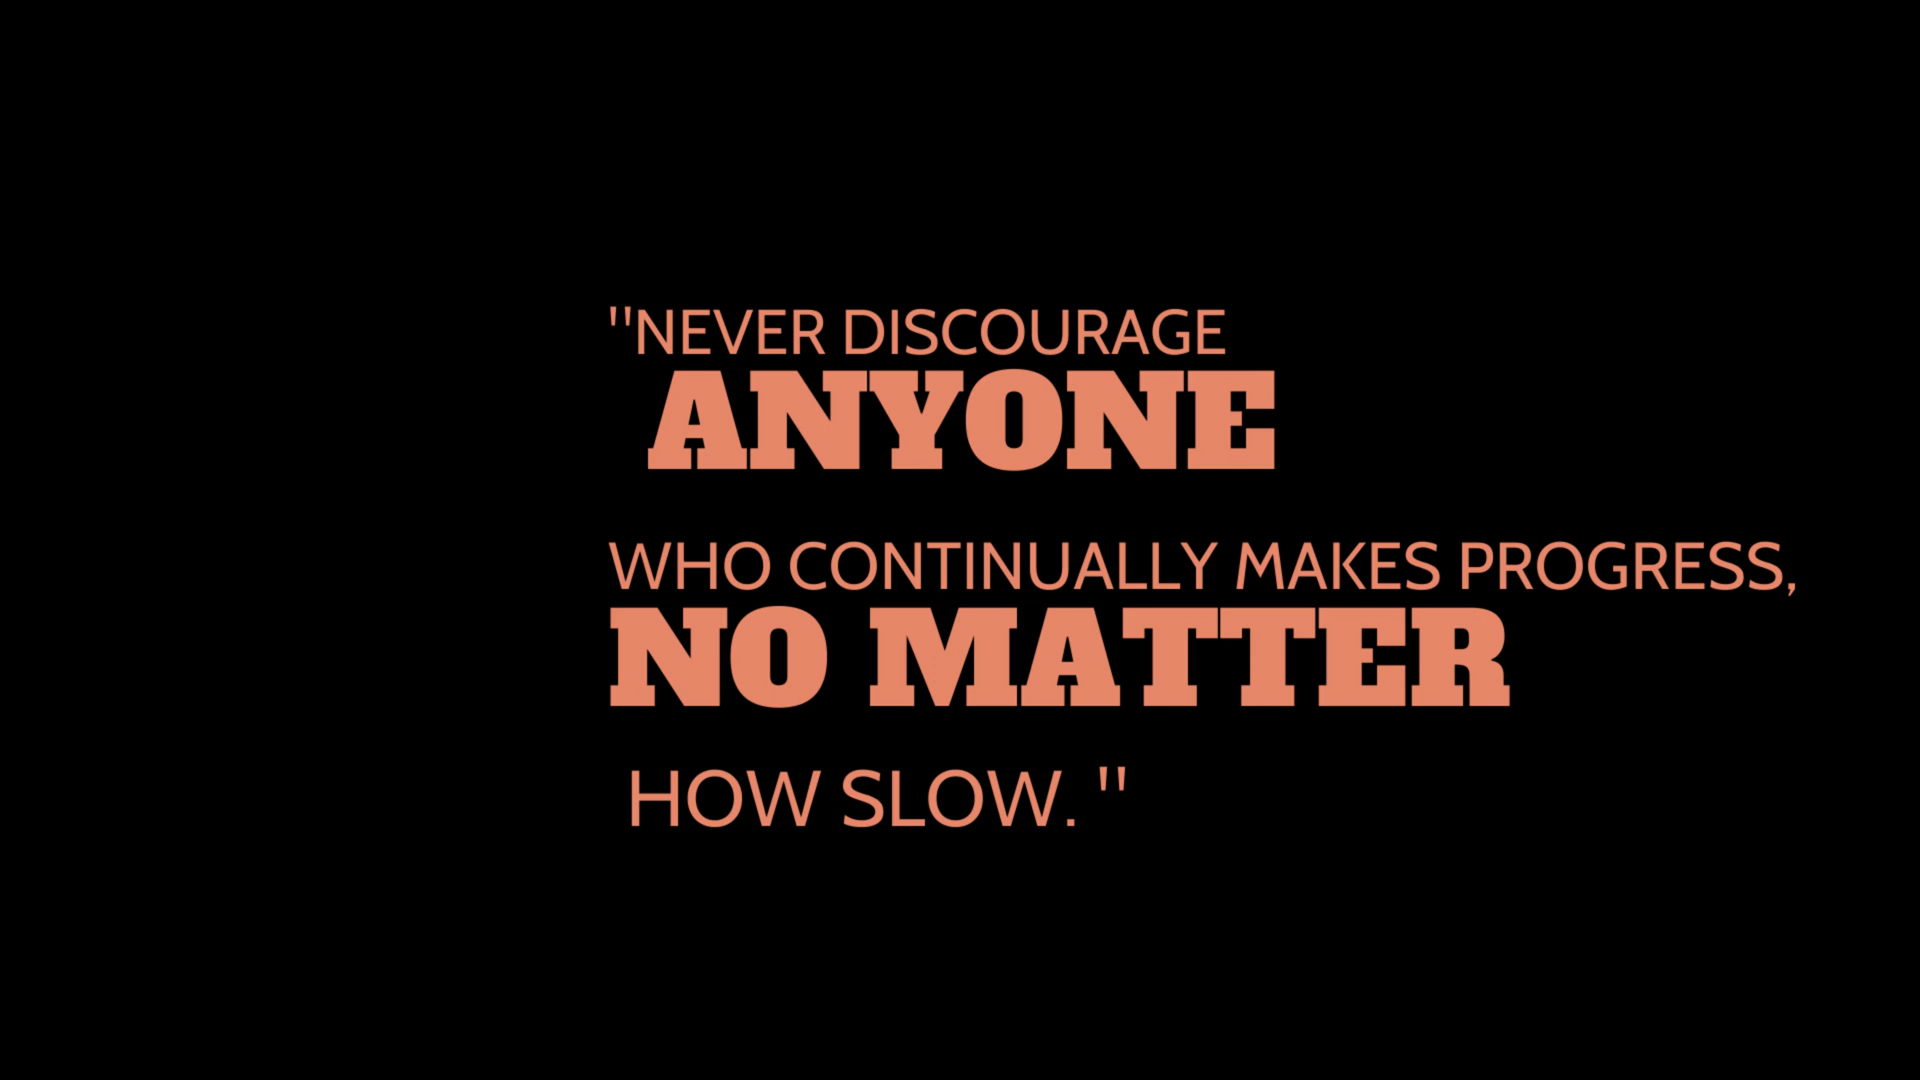 "NEVER DISCOURAGE
ANYONE
WHO CONTINUALLY MAKES PROGRESS,
NO MATTER
HOW SLOW. "